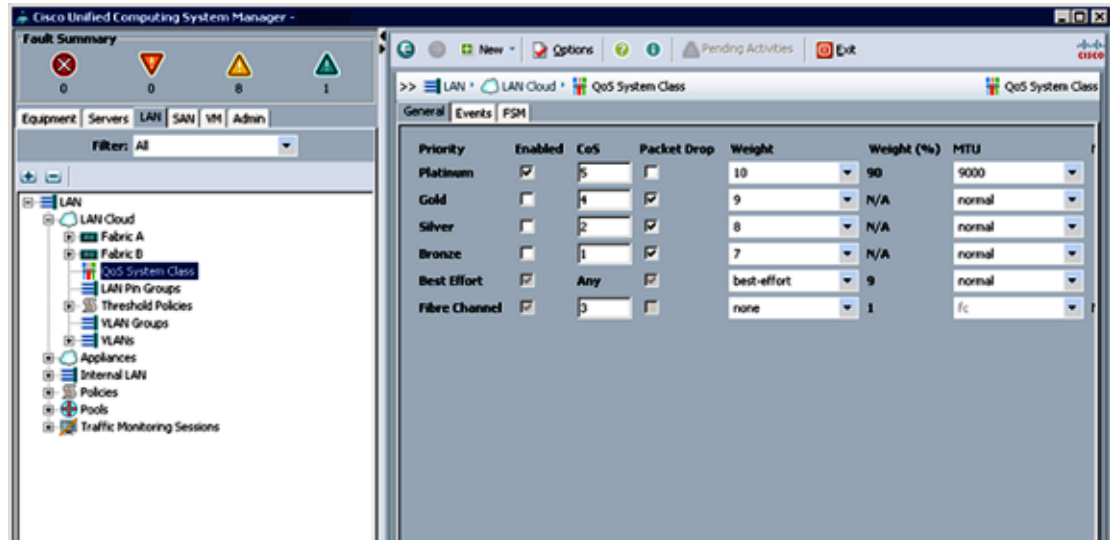 Cisco Unified Computing System Manager -
Fault Summary
0 0 8 1
New Options Pending Activities Exit
cisco
>> LAN LAN Cloud QoS System Class QoS System Class
Equipment Servers LAN SAN VM Admin
Filter: All
General Events FSM
LAN
LAN Cloud
Fabric A
Fabric B
QoS System Class
LAN Pin Groups
Threshold Policies
VLAN Groups
VLANs
Appliances
Internal LAN
Policies
Pools
Traffic Monitoring Sessions
Priority Enabled CoS Packet Drop Weight Weight (%) MTU
Platinum 5 10 90 9000
Gold 4 9 N/A normal
Silver 2 8 N/A normal
Bronze 1 7 N/A normal
Best Effort Any best-effort 9 normal
Fibre Channel 3 none 1 fc